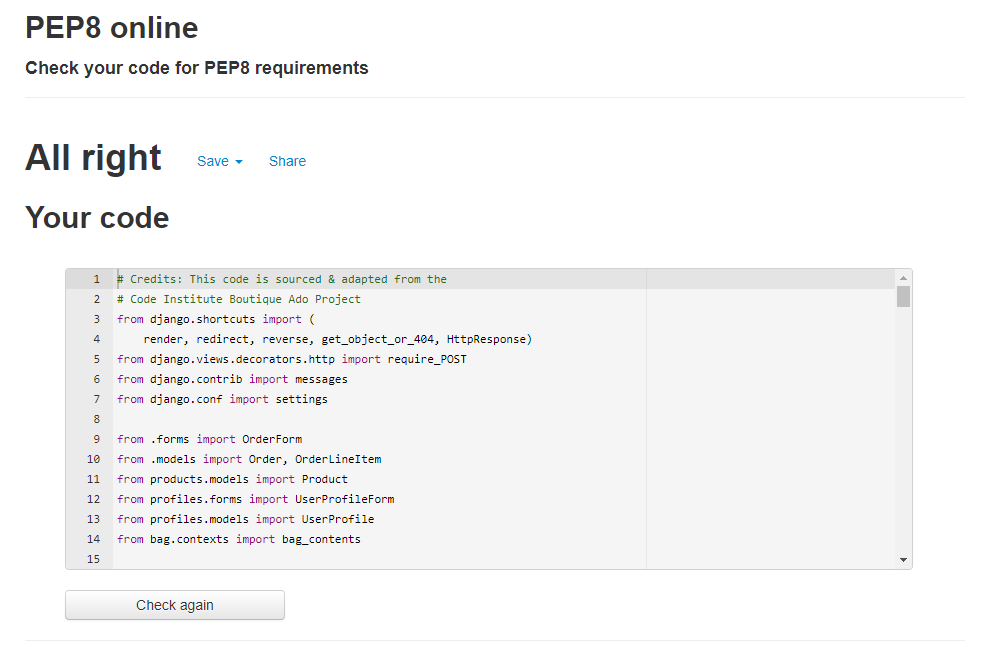 PEP8 online
Check your code for PEP8 requirements
All right Save Share
Your code
1 # Credits: This code is sourced & adapted from the
2 # Code Institute Boutique Ado Project
3 from django.shortcuts import (
4     render, redirect, reverse, get_object_or_404, HttpResponse)
5 from django.views.decorators.http import require_POST
6 from django.contrib import messages
7 from django.conf import settings
8
9 from .forms import OrderForm
10 from .models import Order, OrderLineItem
11 from products.models import Product
12 from profiles.forms import UserProfileForm
13 from profiles.models import UserProfile
14 from bag.contexts import bag_contents
15
Check again